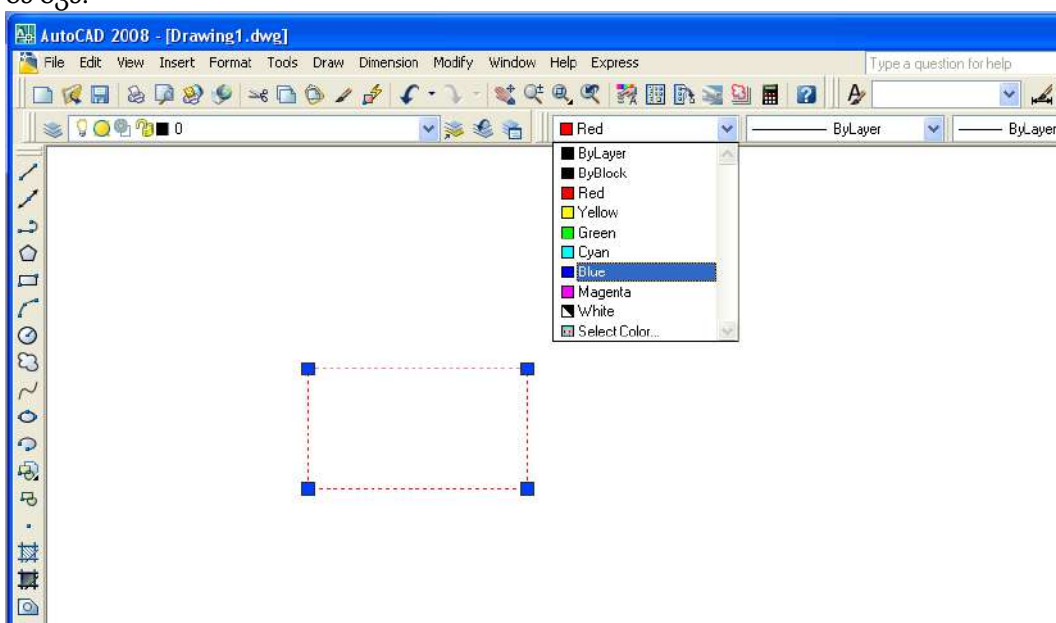 AutoCAD 2008 - [Drawing1.dwg]
File Edit View Insert Format Tools Draw Dimension Modify Window Help Express Type a question for help
0 Red ByLayer ByLayer
ByLayer
ByBlock
Red
Yellow
Green
Cyan
Blue
Magenta
White
Select Color...